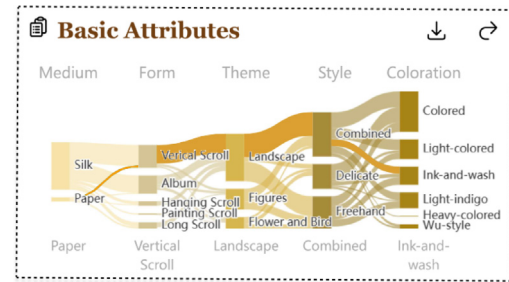 Basic Attributes
Medium Form Theme Style Coloration
Silk
Paper
Verical Scroll
Album
Hanging Scroll
Painting Scroll
Long Scroll
Landscape
Figures
Flower and Bird
Combined
Delicate
Freehand
Colored
Light-colored
Ink-and-wash
Light-indigo
Heavy-colored
Wu-style
Paper Vertical Landscape Combined Ink-and-
Scroll wash